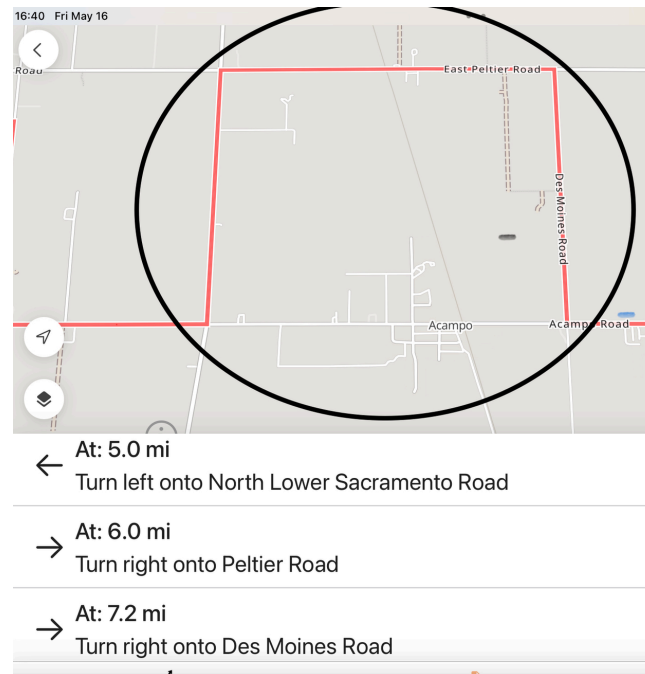 16:40 Fri May 16
Road
East Peltier Road
Des Moines Road
Acampo
Acampo Road
At: 5.0 mi
Turn left onto North Lower Sacramento Road
At: 6.0 mi
Turn right onto Peltier Road
At: 7.2 mi
Turn right onto Des Moines Road